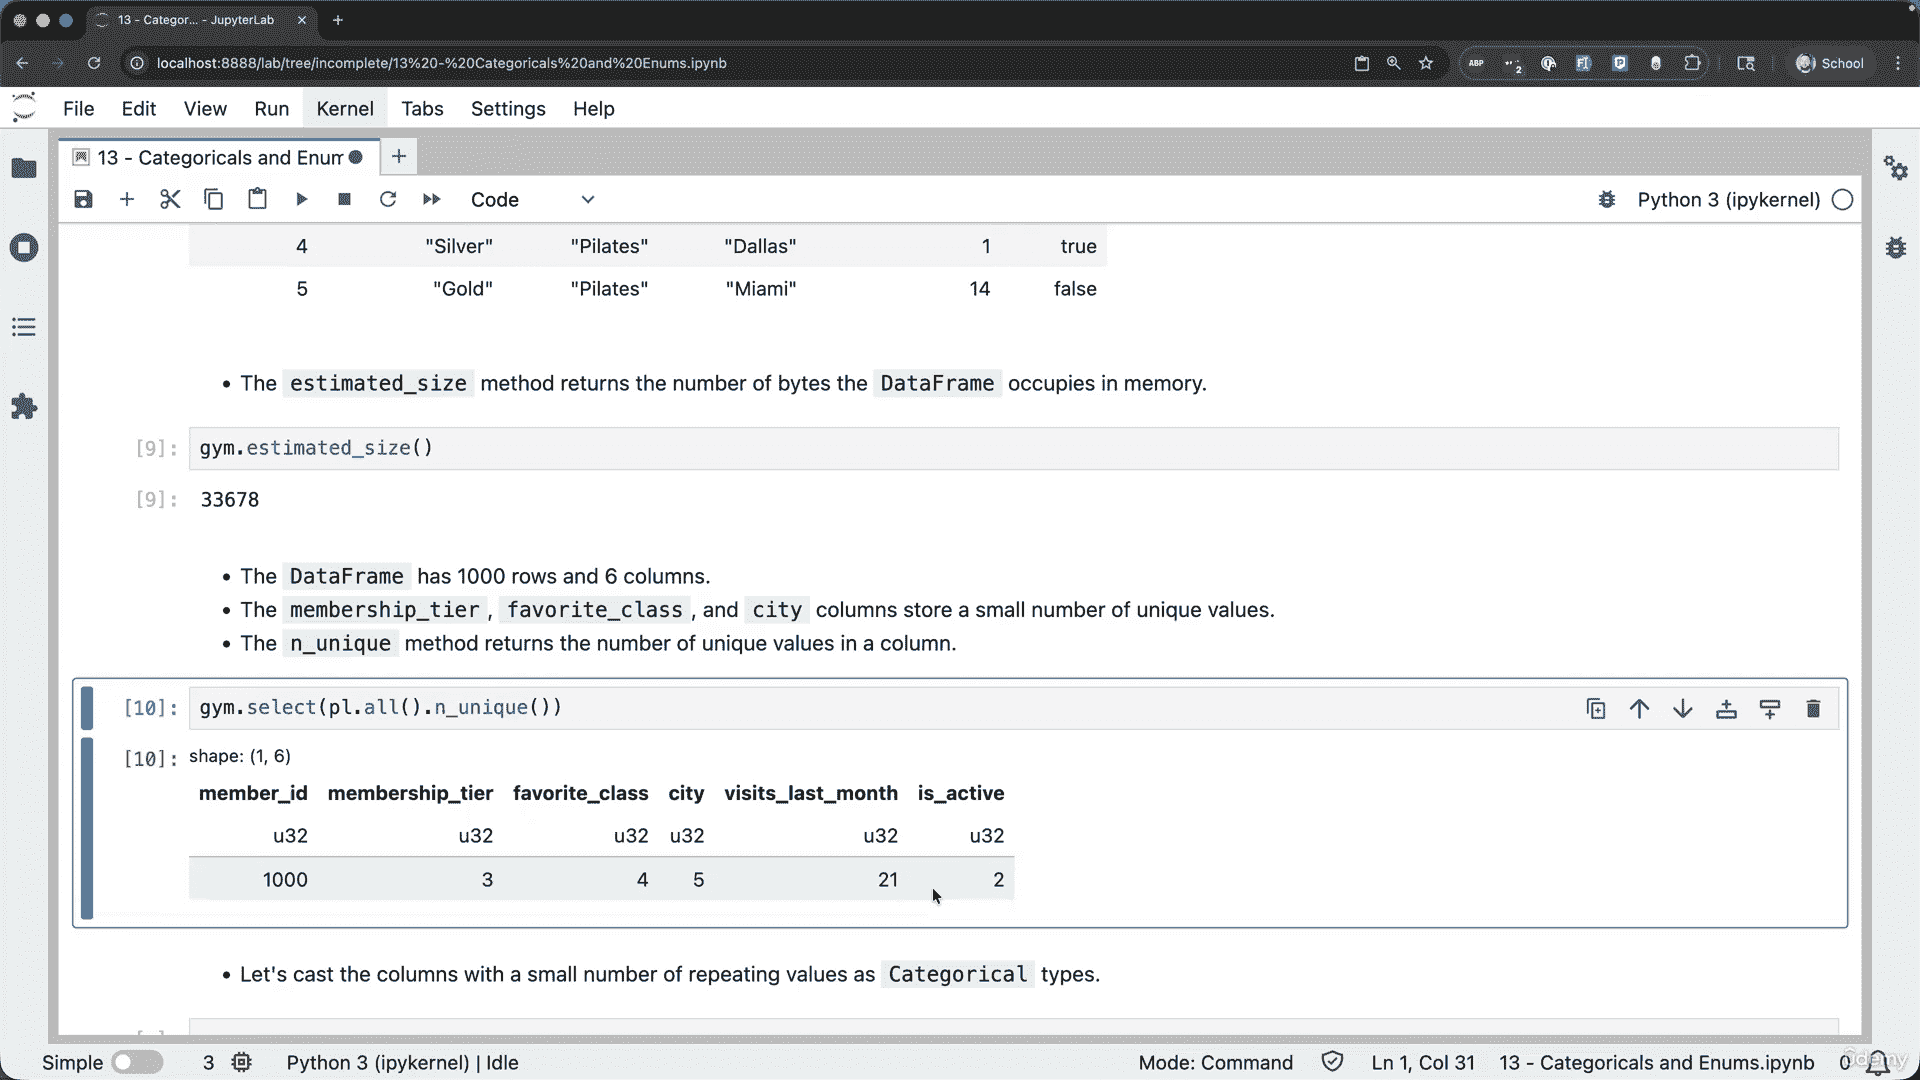 13 - Categor... - JupyterLab
localhost:8888/lab/tree/incomplete/13%20-%20Categoricals%20and%20Enums.ipynb
ABP
2
School
File Edit View Run Kernel Tabs Settings Help
13 - Categoricals and Enum
Code
Python 3 (ipykernel)
4 "Silver" "Pilates" "Dallas" 1 true
5 "Gold" "Pilates" "Miami" 14 false
• The estimated_size method returns the number of bytes the DataFrame occupies in memory.
[9]: gym.estimated_size()
[9]: 33678
• The DataFrame has 1000 rows and 6 columns.
• The membership_tier, favorite_class, and city columns store a small number of unique values.
• The n_unique method returns the number of unique values in a column.
[10]: gym.select(pl.all().n_unique())
[10]: shape: (1, 6)
member_id membership_tier favorite_class city visits_last_month is_active
u32 u32 u32 u32 u32 u32
1000 3 4 5 21 2
• Let's cast the columns with a small number of repeating values as Categorical types.
Simple 3 Python 3 (ipykernel) | Idle Mode: Command Ln 1, Col 31 13 - Categoricals and Enums.ipynb 0
udemy